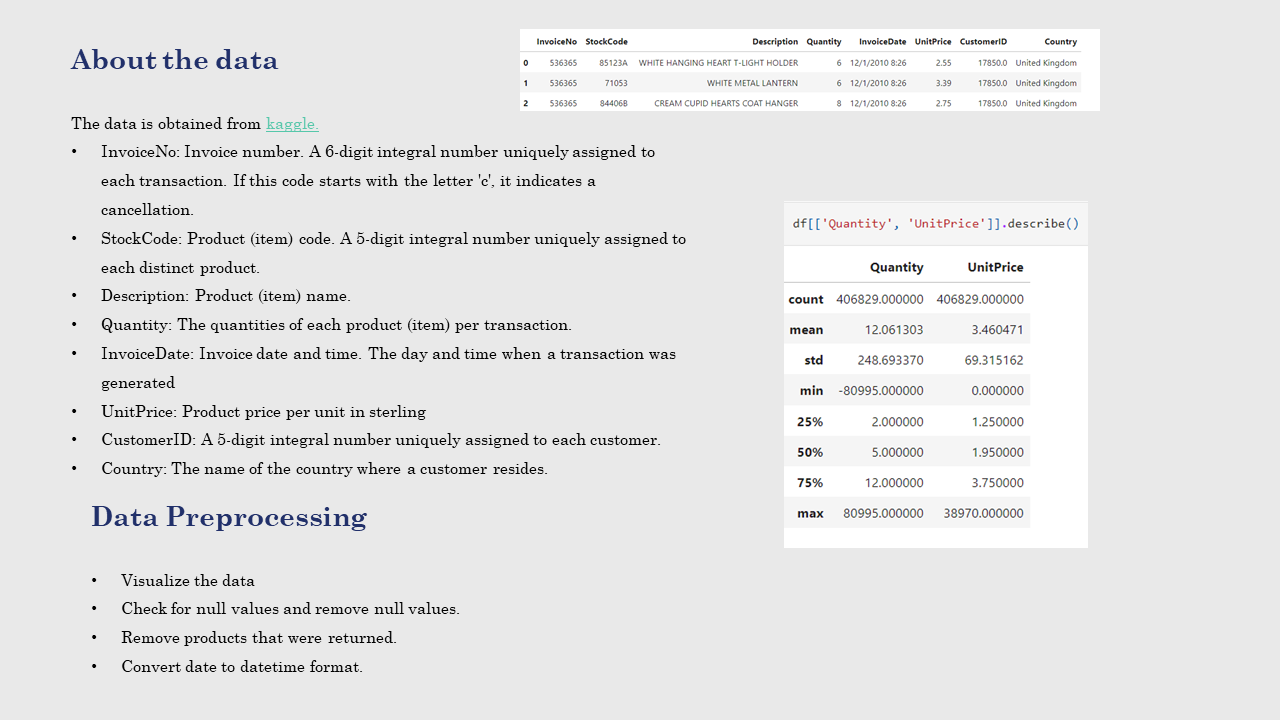 About the data
InvoiceNo StockCode Description Quantity InvoiceDate UnitPrice CustomerID Country
0 536365 85123A WHITE HANGING HEART T-LIGHT HOLDER 6 12/1/2010 8:26 2.55 17850.0 United Kingdom
1 536365 71053 WHITE METAL LANTERN 6 12/1/2010 8:26 3.39 17850.0 United Kingdom
2 536365 84406B CREAM CUPID HEARTS COAT HANGER 8 12/1/2010 8:26 2.75 17850.0 United Kingdom
The data is obtained from kaggle.
• InvoiceNo: Invoice number. A 6-digit integral number uniquely assigned to
each transaction. If this code starts with the letter 'c', it indicates a
cancellation.
• StockCode: Product (item) code. A 5-digit integral number uniquely assigned to
each distinct product.
• Description: Product (item) name.
• Quantity: The quantities of each product (item) per transaction.
• InvoiceDate: Invoice date and time. The day and time when a transaction was
generated
• UnitPrice: Product price per unit in sterling
• CustomerID: A 5-digit integral number uniquely assigned to each customer.
• Country: The name of the country where a customer resides.
df[['Quantity', 'UnitPrice']].describe()
Quantity UnitPrice
count 406829.000000 406829.000000
mean 12.061303 3.460471
std 248.693370 69.315162
min -80995.000000 0.000000
25% 2.000000 1.250000
50% 5.000000 1.950000
75% 12.000000 3.750000
max 80995.000000 38970.000000
Data Preprocessing
• Visualize the data
• Check for null values and remove null values.
• Remove products that were returned.
• Convert date to datetime format.